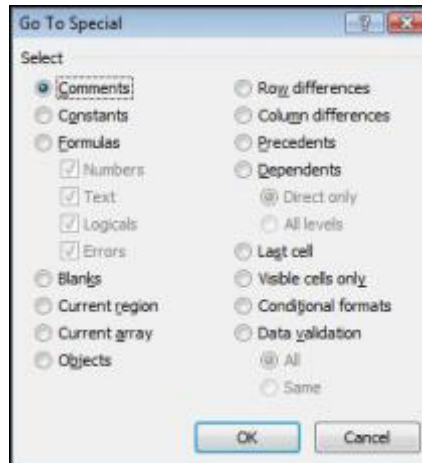 Go To Special
Select
Comments
Constants
Formulas
Numbers
Text
Logicals
Errors
Blanks
Current region
Current array
Objects
Row differences
Column differences
Precedents
Dependents
Direct only
All levels
Last cell
Visible cells only
Conditional formats
Data validation
All
Same
OK
Cancel